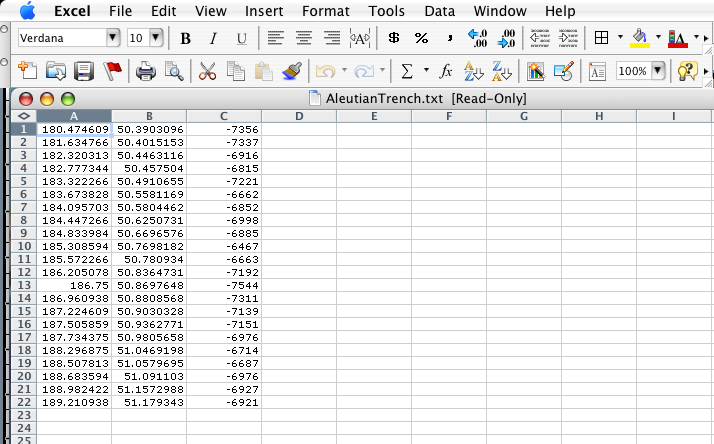 Excel File Edit View Insert Format Tools Data Window Help
Verdana 10 B I U A $ % , .0 .00 .00 .0 A
Σ fx A Z Z A A 100% ?
AleutianTrench.txt [Read-Only]
A B C D E F G H I
1 180.474609 50.3903096 -7356
2 181.634766 50.4015153 -7337
3 182.320313 50.4463116 -6916
4 182.777344 50.457504 -6815
5 183.322266 50.4910655 -7221
6 183.673828 50.5581169 -6662
7 184.095703 50.5804462 -6852
8 184.447266 50.6250731 -6998
9 184.833984 50.6696576 -6885
10 185.308594 50.7698182 -6467
11 185.572266 50.780934 -6663
12 186.205078 50.8364731 -7192
13 186.75 50.8697648 -7544
14 186.960938 50.8808568 -7311
15 187.224609 50.9030328 -7139
16 187.505859 50.9362771 -7151
17 187.734375 50.9805658 -6976
18 188.296875 51.0469198 -6714
19 188.507813 51.0579695 -6687
20 188.683594 51.091103 -6976
21 188.982422 51.1572988 -6927
22 189.210938 51.179343 -6921
23
24
25